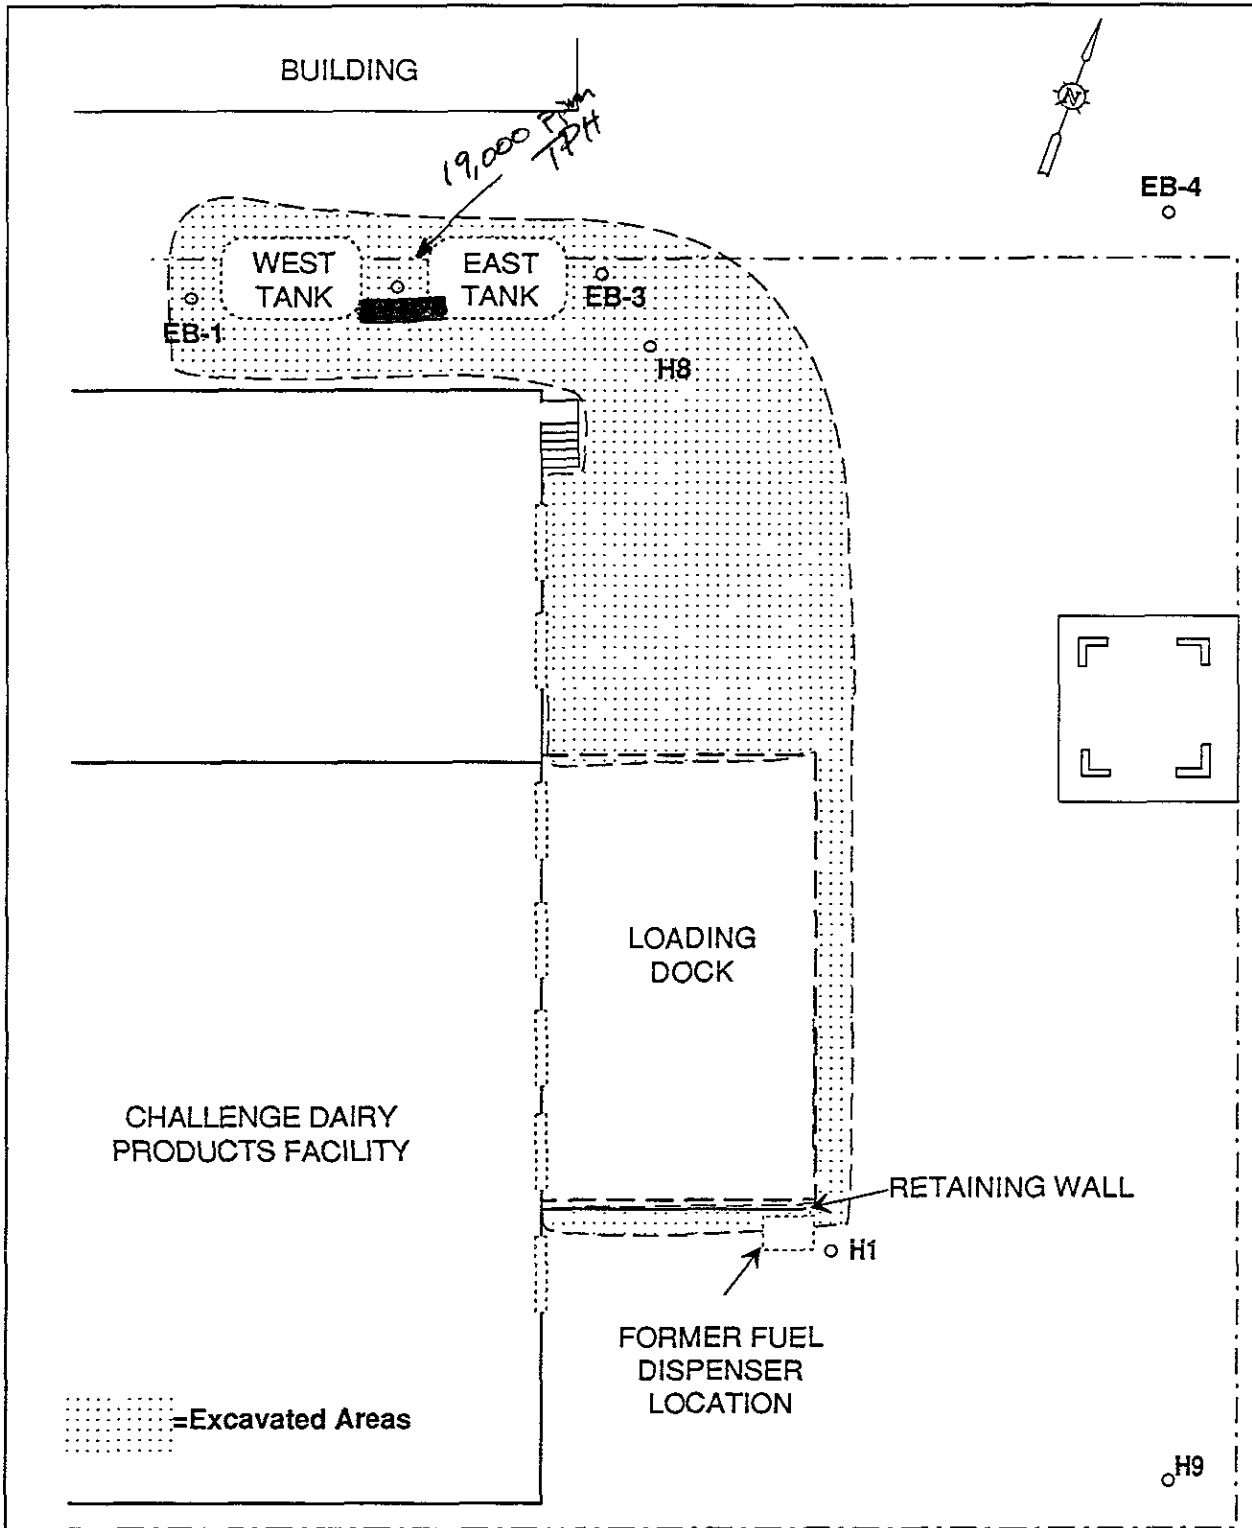 BUILDING
19,000 PPM
TPH
N
EB-4
WEST
TANK
EAST
TANK
EB-1
EB-3
H8
LOADING
DOCK
CHALLENGE DAIRY
PRODUCTS FACILITY
RETAINING WALL
H1
FORMER FUEL
DISPENSER
LOCATION
=Excavated Areas
H9